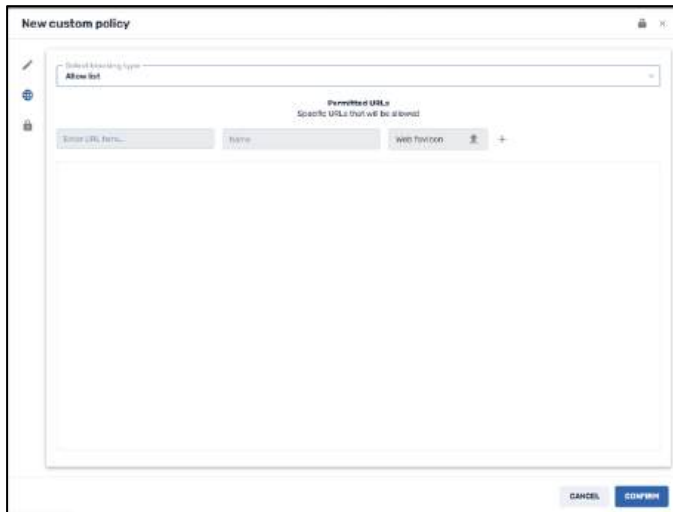 New custom policy
Select browsing type
Allow list
Permitted URLs
Specific URLs that will be allowed
Enter URL here...
Name
Web favicon
CANCEL
CONFIRM